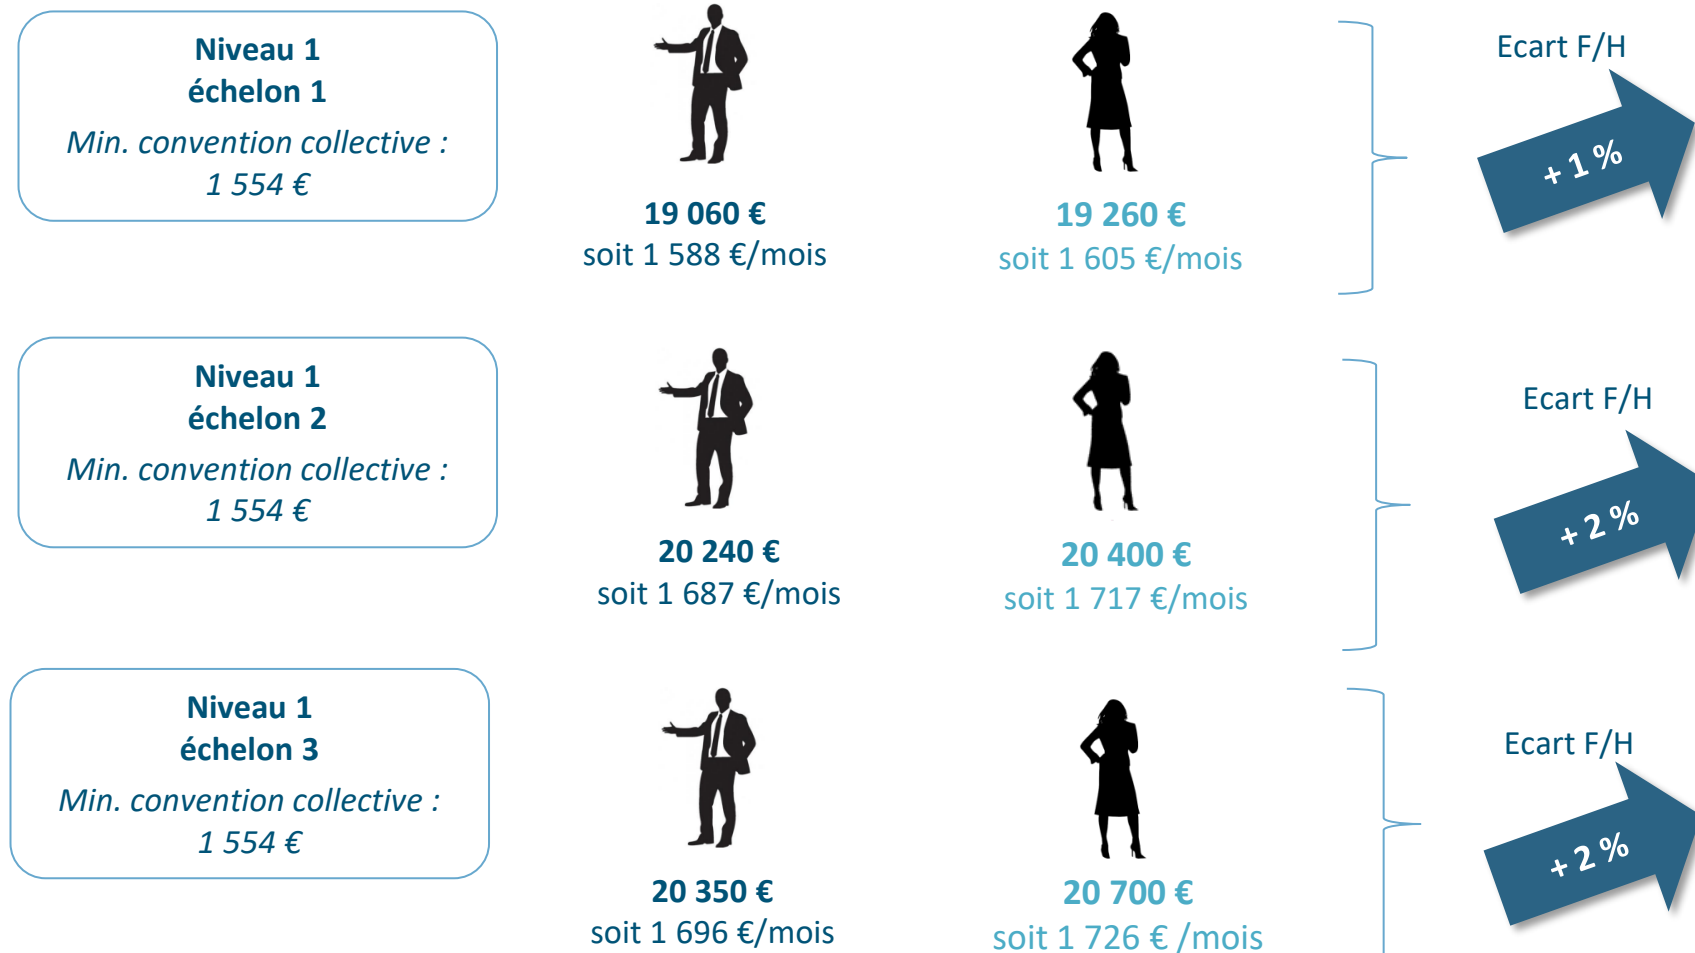 Niveau 1
échelon 1
Min. convention collective :
1 554 €
19 060 €
soit 1 588 €/mois
19 260 €
soit 1 605 €/mois
Ecart F/H
+ 1 %
Niveau 1
échelon 2
Min. convention collective :
1 554 €
20 240 €
soit 1 687 €/mois
20 400 €
soit 1 717 €/mois
Ecart F/H
+ 2 %
Niveau 1
échelon 3
Min. convention collective :
1 554 €
20 350 €
soit 1 696 €/mois
20 700 €
soit 1 726 € /mois
Ecart F/H
+ 2 %